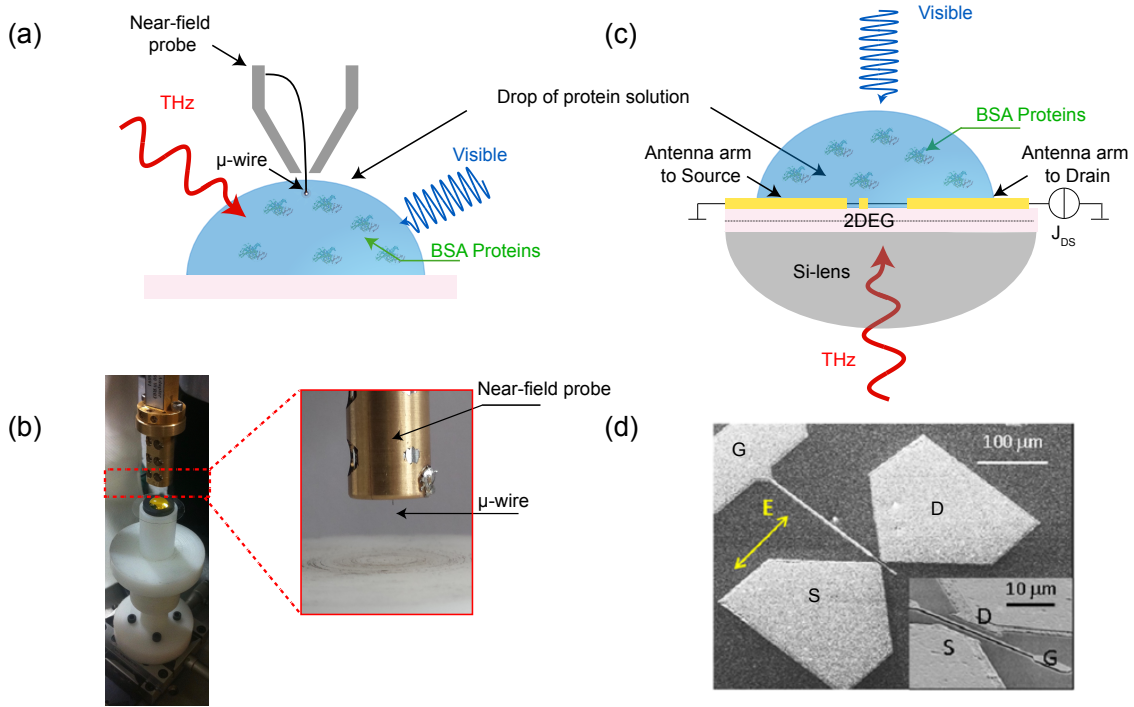 (a)
Near-field
probe
THz
μ-wire
Drop of protein solution
Visible
BSA Proteins
(c)
Visible
BSA Proteins
Antenna arm
to Source
Antenna arm
to Drain
2DEG
J_DS
Si-lens
THz
(b)
Near-field probe
μ-wire
(d)
G
100 μm
D
E
S
10 μm
D
S
G